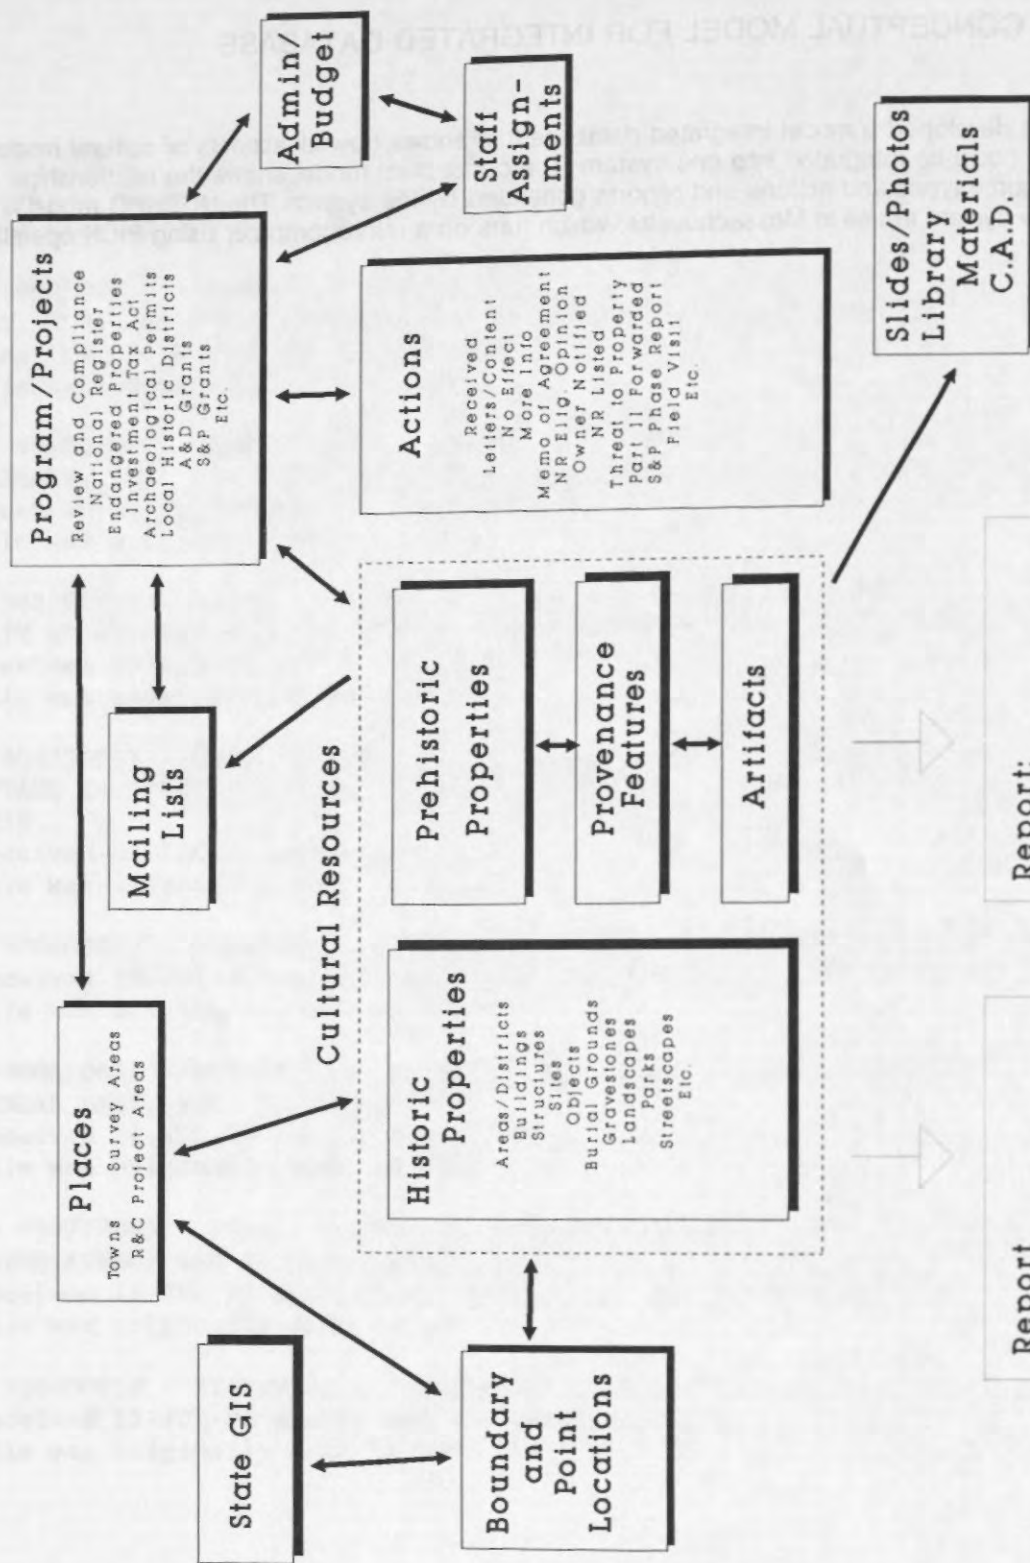 CONCEPTUAL MODEL FOR INTEGRATED DATABASE
State GIS
Boundary
and
Point
Locations
Places
Towns Survey Areas
R&C Project Areas
Mailing
Lists
Program/Projects
Review and Compliance
National Register
Endangered Properties
Investment Tax Act
Archaeological Permits
Local Historic Districts
A&D Grants
S&P Grants
Etc.
Admin/
Budget
Staff
Assign-
ments
Cultural Resources
Historic
Properties
Areas/Districts
Buildings
Structures
Sites
Objects
Burial Grounds
Gravestones
Landscapes
Parks
Streetscapes
Etc.
Prehistoric
Properties
Provenance
Features
Artifacts
Actions
Received
Letters/Content
No Effect
More Info
Memo of Agreement
NR Elig. Opinion
Owner Notified
NR Listed
Threat to Property
Part II Forwarded
S&P Phase Report
Field Visit
Etc.
Slides/Photos
Library
Materials
C.A.D.
Report
Report: